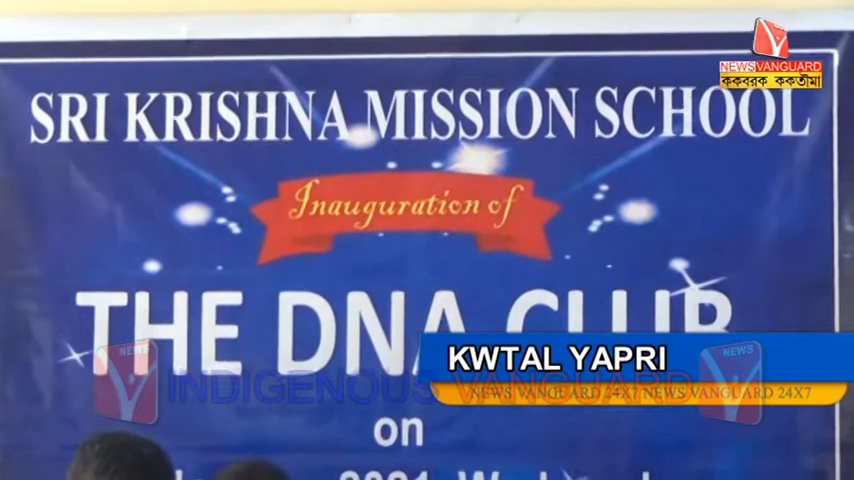 NEWSVANGUARD
ককবরক ককতীমা
SRI KRISHNA MISSION SCHOOL
Inauguration of
THE DNA CLUB
KWTAL YAPRI
NEWS VANGUARD 24X7 NEWS VANGUARD 24X7
NEWS
INDIGENOUS VANGUARD
NEWS
on
2021